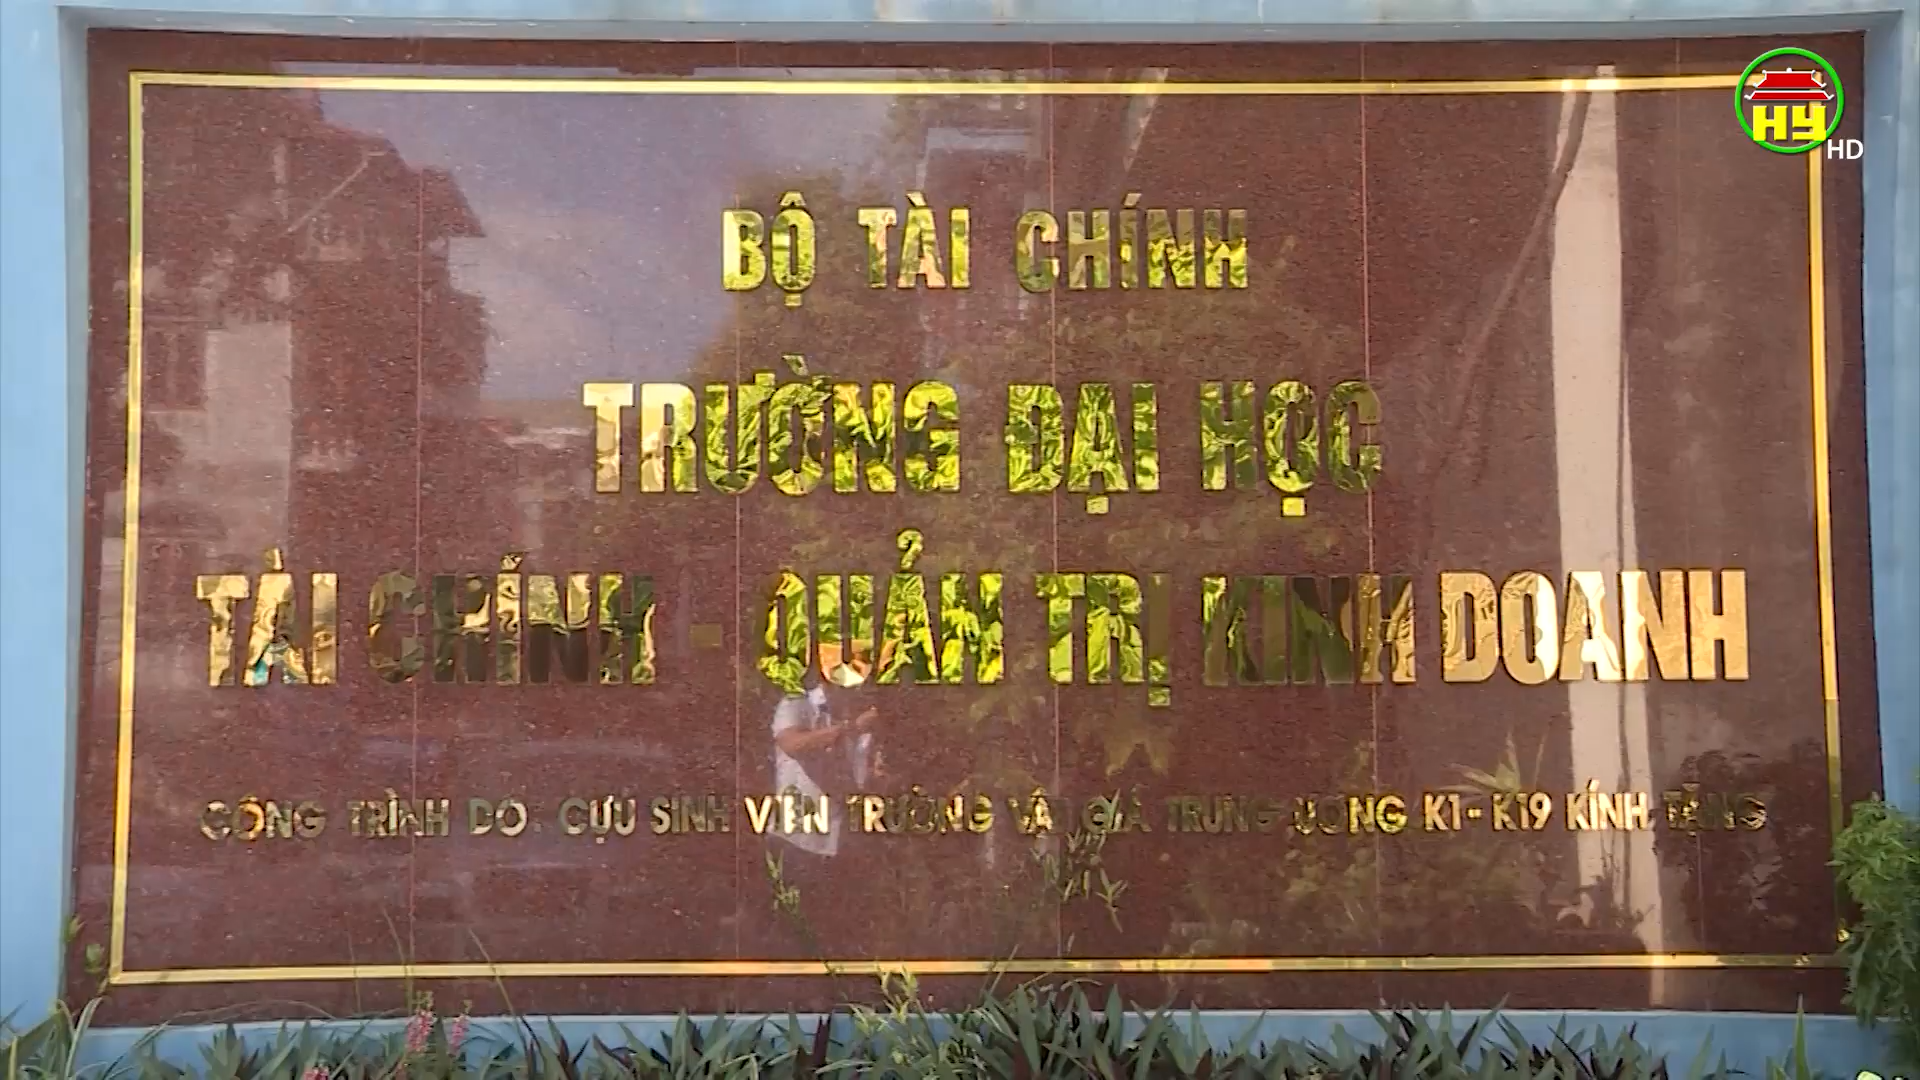 HY
HD
BỘ TÀI CHÍNH
TRƯỜNG ĐẠI HỌC
TÀI CHÍNH - QUẢN TRỊ KINH DOANH
CÔNG TRÌNH DO: CỰU SINH VIÊN TRƯỜNG VẬT GIÁ TRUNG ƯƠNG K1 - K19 KÍNH TẶNG